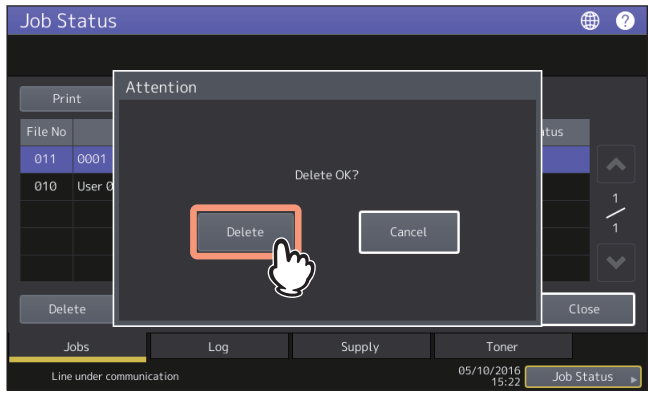 Job Status
?
Attention
Print
File No
tus
011 0001
010 User 0
Delete OK?
1
1
Delete Cancel
Delete
Close
Jobs Log Supply Toner
Line under communication
05/10/2016
15:22
Job Status